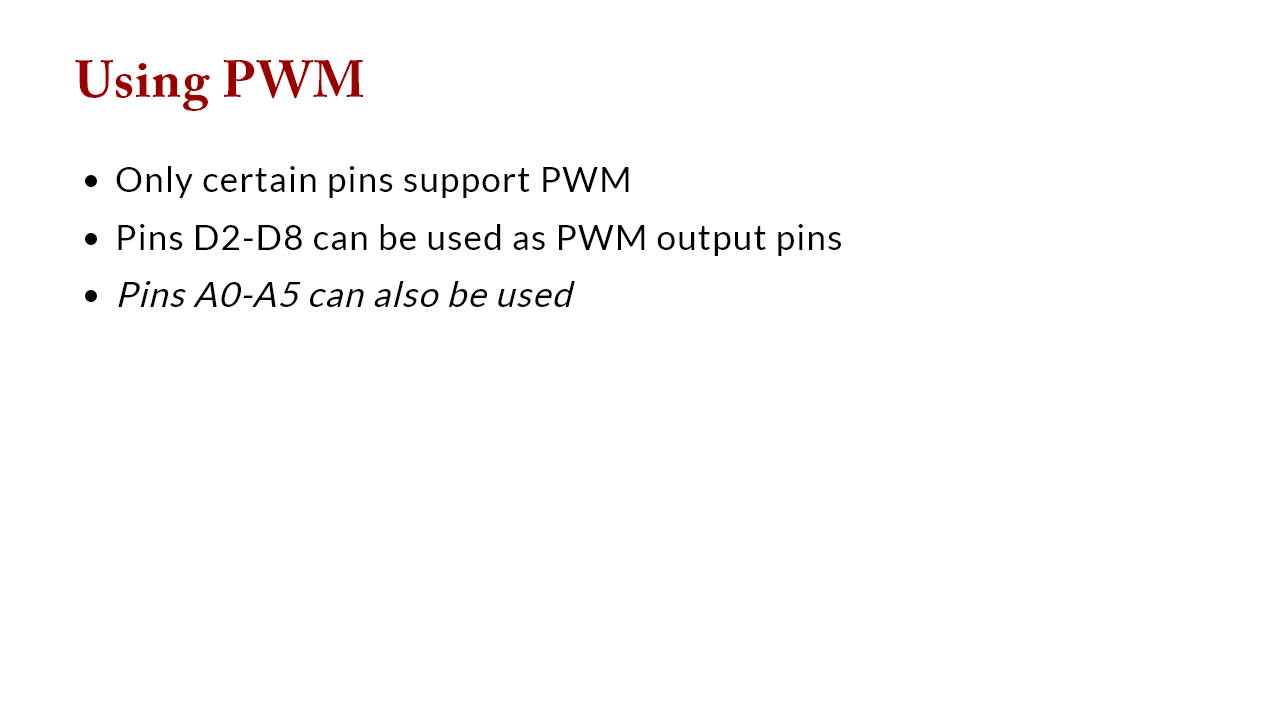 Using PWM
• Only certain pins support PWM
• Pins D2-D8 can be used as PWM output pins
• Pins A0-A5 can also be used